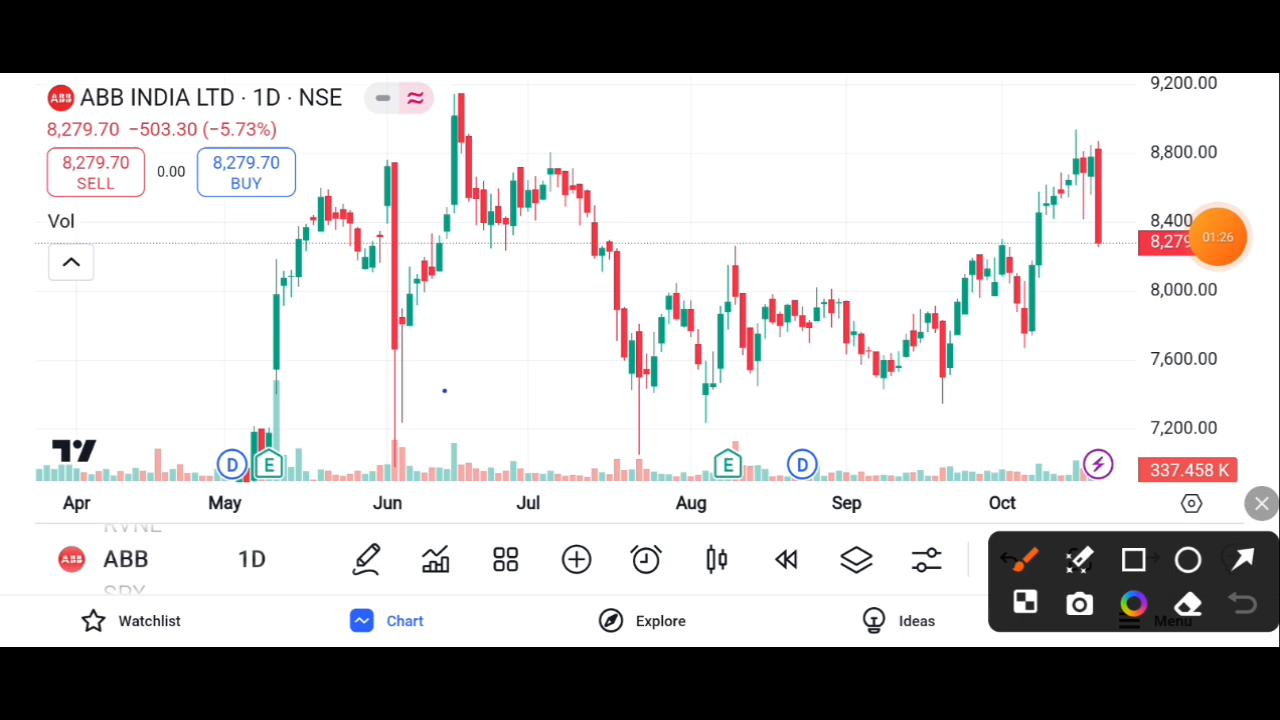 ABB INDIA LTD · 1D · NSE
8,279.70 −503.30 (−5.73%)
8,279.70
SELL
0.00
8,279.70
BUY
Vol
9,200.00
8,800.00
8,400
8,279
01:26
8,000.00
7,600.00
7,200.00
337.458 K
D
E
E
D
Apr
May
Jun
Jul
Aug
Sep
Oct
RVNL
ABB
1D
SPY
Watchlist
Chart
Explore
Ideas
Menu